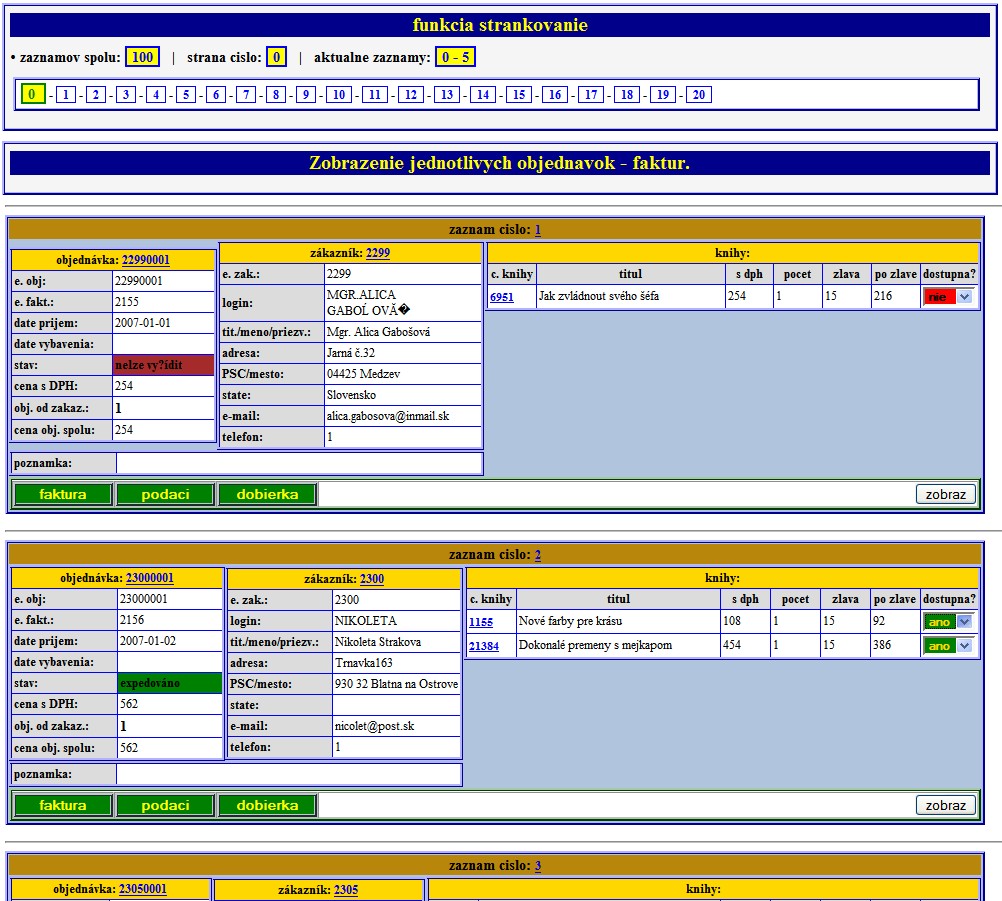 funkcia strankovanie
• zaznamov spolu: 100 | strana cislo: 0 | aktualne zaznamy: 0 - 5
0 - 1 - 2 - 3 - 4 - 5 - 6 - 7 - 8 - 9 - 10 - 11 - 12 - 13 - 14 - 15 - 16 - 17 - 18 - 19 - 20
Zobrazenie jednotlivych objednavok - faktur.
zaznam cislo: 1
objednávka: 22990001
e. obj: 22990001
e. fakt.: 2155
date prijem: 2007-01-01
date vybavenia:
stav: nelze vy?ídit
cena s DPH: 254
obj. od zakaz.: 1
cena obj. spolu: 254
zákazník: 2299
e. zak.: 2299
login: MGR.ALICA
GABOĹ OVÃ�
tit./meno/priezv.: Mgr. Alica Gabošová
adresa: Jarná č.32
PSC/mesto: 04425 Medzev
state: Slovensko
e-mail: alica.gabosova@inmail.sk
telefon: 1
knihy:
c. knihy titul s dph pocet zlava po zlave dostupna?
6951 Jak zvládnout svého šéfa 254 1 15 216 nie
poznamka:
faktura podaci dobierka zobraz
zaznam cislo: 2
objednávka: 23000001
e. obj: 23000001
e. fakt.: 2156
date prijem: 2007-01-02
date vybavenia:
stav: expedováno
cena s DPH: 562
obj. od zakaz.: 1
cena obj. spolu: 562
zákazník: 2300
e. zak.: 2300
login: NIKOLETA
tit./meno/priezv.: Nikoleta Strakova
adresa: Trnavka163
PSC/mesto: 930 32 Blatna na Ostrove
state:
e-mail: nicolet@post.sk
telefon: 1
knihy:
c. knihy titul s dph pocet zlava po zlave dostupna?
1155 Nové farby pre krásu 108 1 15 92 ano
21384 Dokonalé premeny s mejkapom 454 1 15 386 ano
poznamka:
faktura podaci dobierka zobraz
zaznam cislo: 3
objednávka: 23050001 zákazník: 2305 knihy: